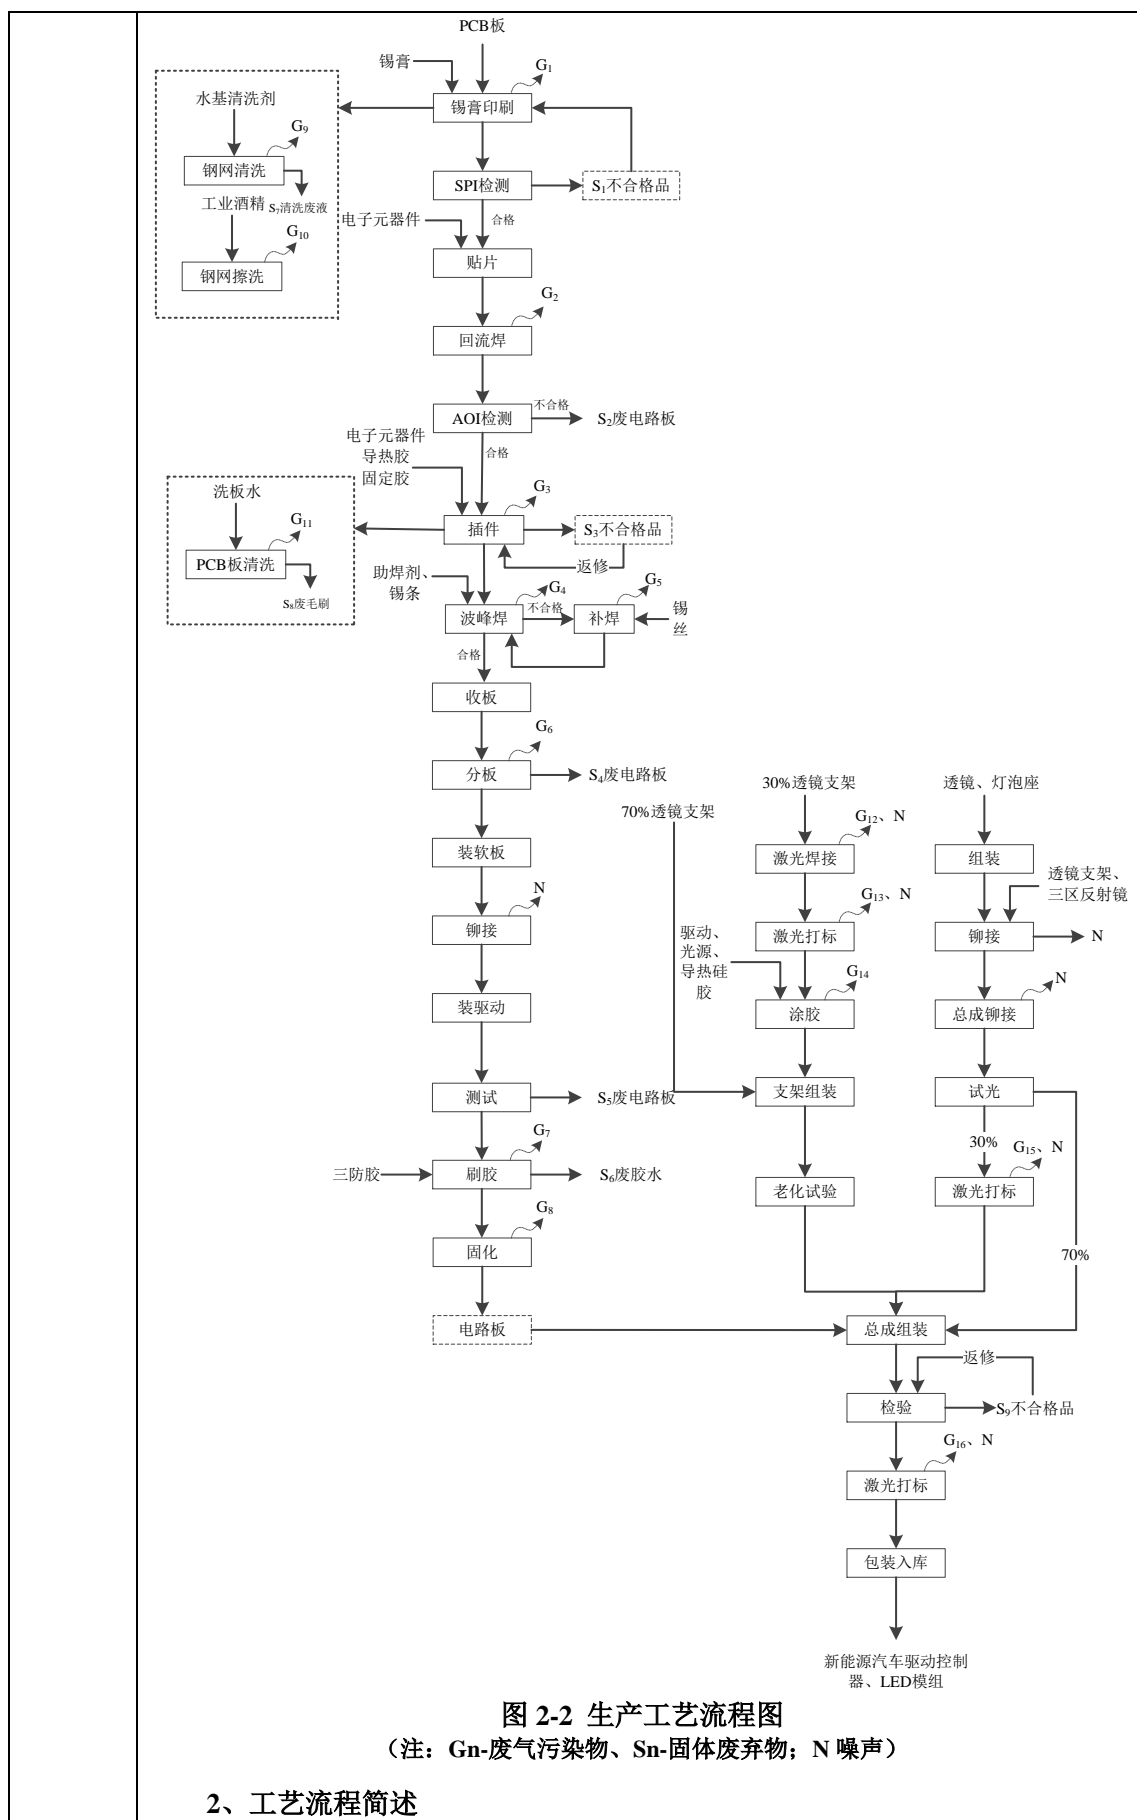 PCB板
锡膏
G₁
锡膏印刷
水基清洗剂
G₉
钢网清洗
S₇清洗废液
工业酒精
G₁₀
钢网擦洗
SPI检测
S₁不合格品
合格
电子元器件
贴片
G₂
回流焊
AOI检测
不合格
S₂废电路板
合格
电子元器件
导热胶
固定胶
G₃
插件
S₃不合格品
返修
洗板水
G₁₁
PCB板清洗
S₈废毛刷
助焊剂、
锡条
G₄
波峰焊
不合格
G₅
补焊
锡
丝
合格
收板
G₆
分板
S₄废电路板
装软板
N
铆接
装驱动
测试
S₅废电路板
三防胶
G₇
刷胶
S₆废胶水
G₈
固化
电路板
70%透镜支架
30%透镜支架
G₁₂、N
激光焊接
G₁₃、N
激光打标
驱动、
光源、
导热硅
胶
G₁₄
涂胶
支架组装
老化试验
透镜、灯泡座
组装
透镜支架、
三区反射镜
铆接
N
N
总成铆接
试光
30%
G₁₅、N
激光打标
70%
总成组装
返修
检验
S₉不合格品
G₁₆、N
激光打标
包装入库
新能源汽车驱动控制
器、LED模组
图 2-2 生产工艺流程图
（注：Gn-废气污染物、Sn-固体废弃物；N 噪声）
2、工艺流程简述